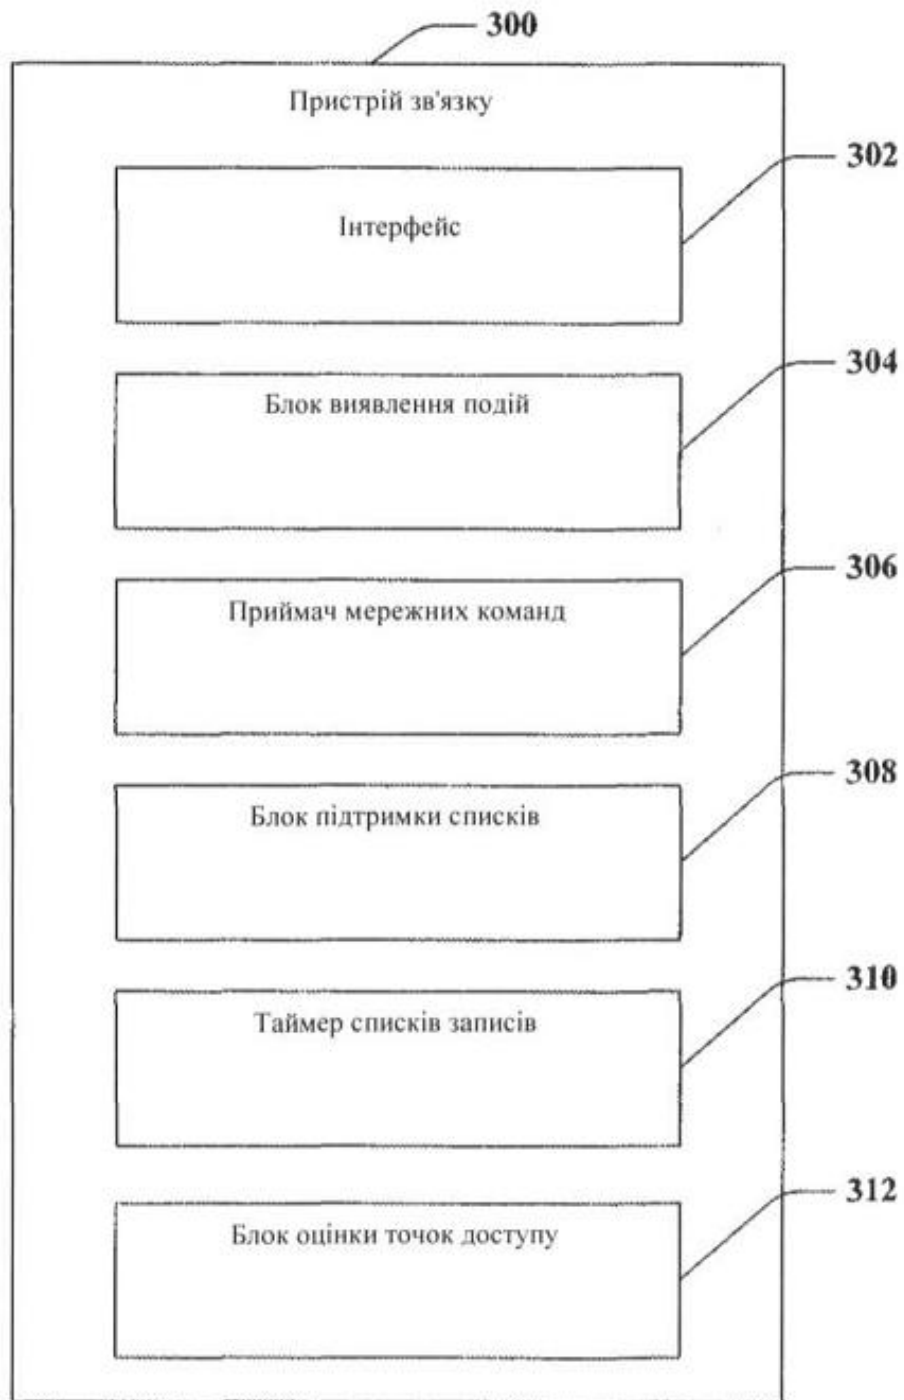 300
Пристрій зв'язку
302
Інтерфейс
304
Блок виявлення подій
306
Приймач мережних команд
308
Блок підтримки списків
310
Таймер списків записів
312
Блок оцінки точок доступу